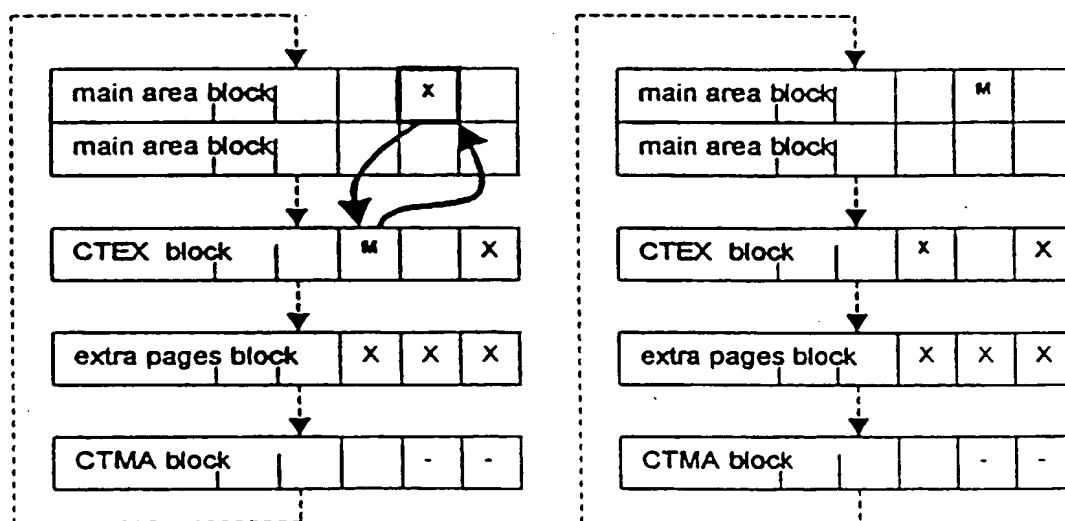 main area block X
main area block
CTEX block M X
extra pages block X X X
CTMA block - -
main area block M
main area block
CTEX block X X
extra pages block X X X
CTMA block - -